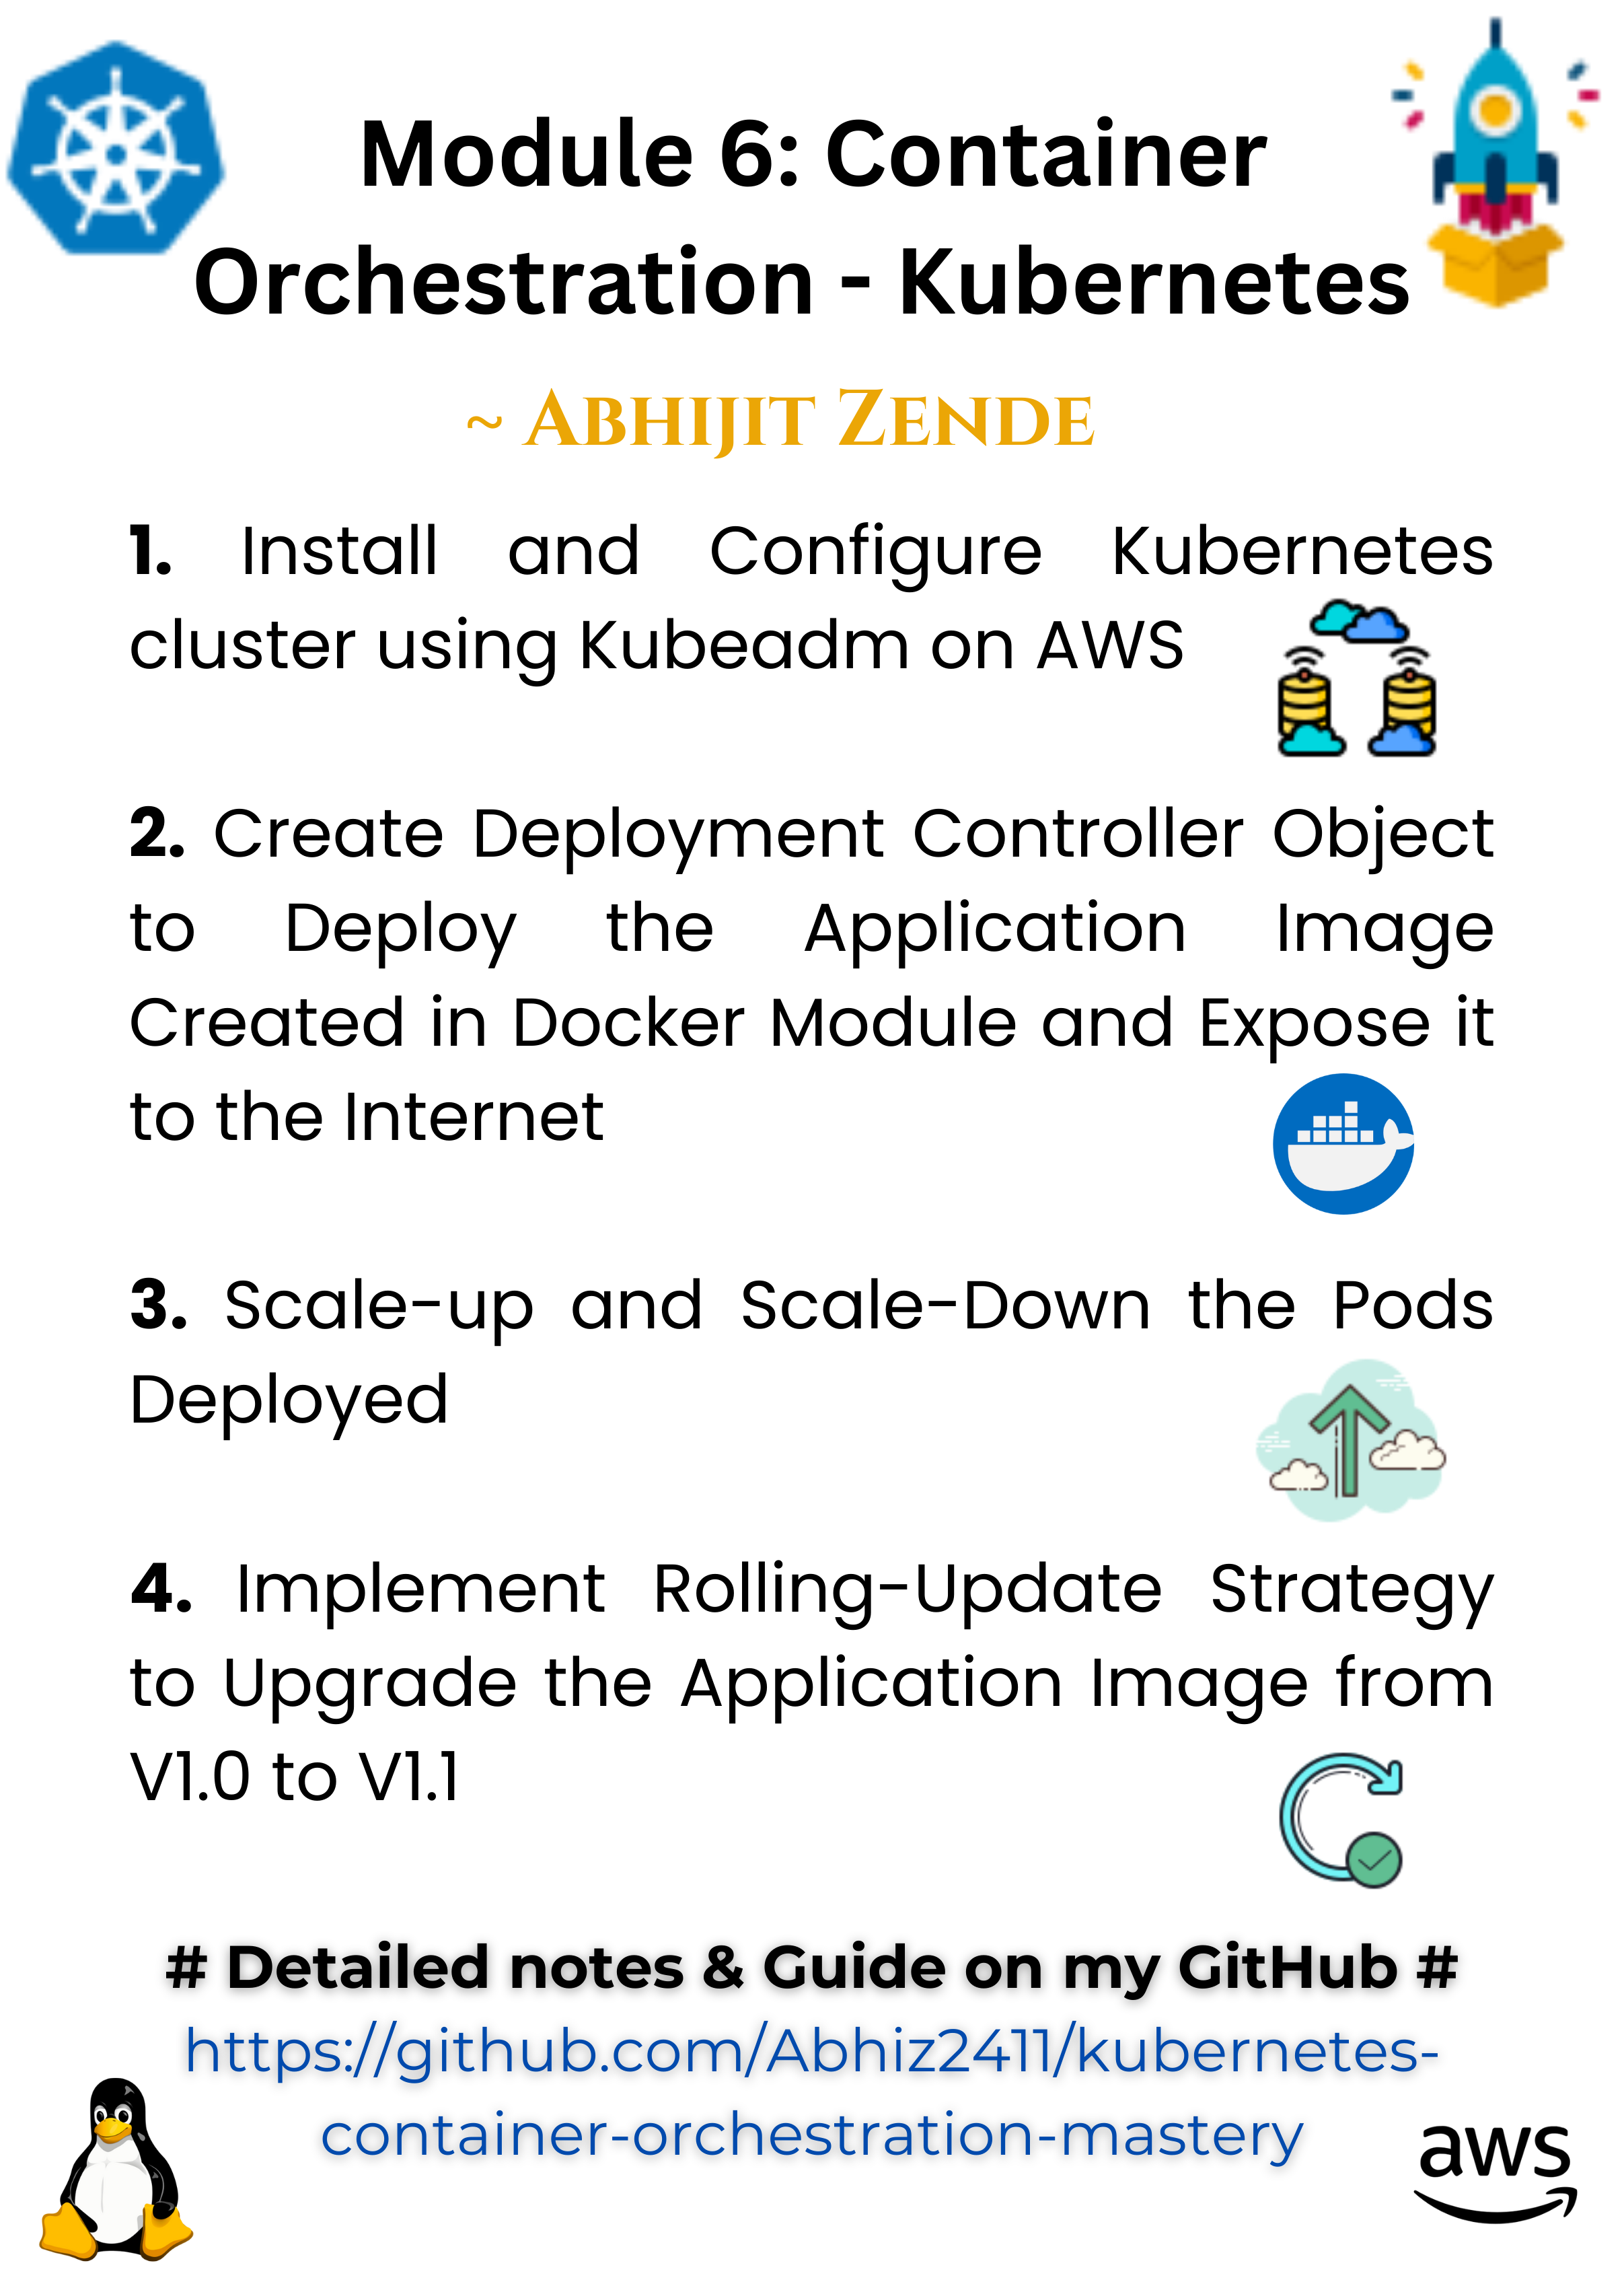 Module 6: Container
Orchestration - Kubernetes
~ Abhijit Zende
1. Install and Configure Kubernetes
cluster using Kubeadm on AWS
2. Create Deployment Controller Object
to Deploy the Application Image
Created in Docker Module and Expose it
to the Internet
3. Scale-up and Scale-Down the Pods
Deployed
4. Implement Rolling-Update Strategy
to Upgrade the Application Image from
V1.0 to V1.1
# Detailed notes & Guide on my GitHub #
https://github.com/Abhiz2411/kubernetes-
container-orchestration-mastery
aws